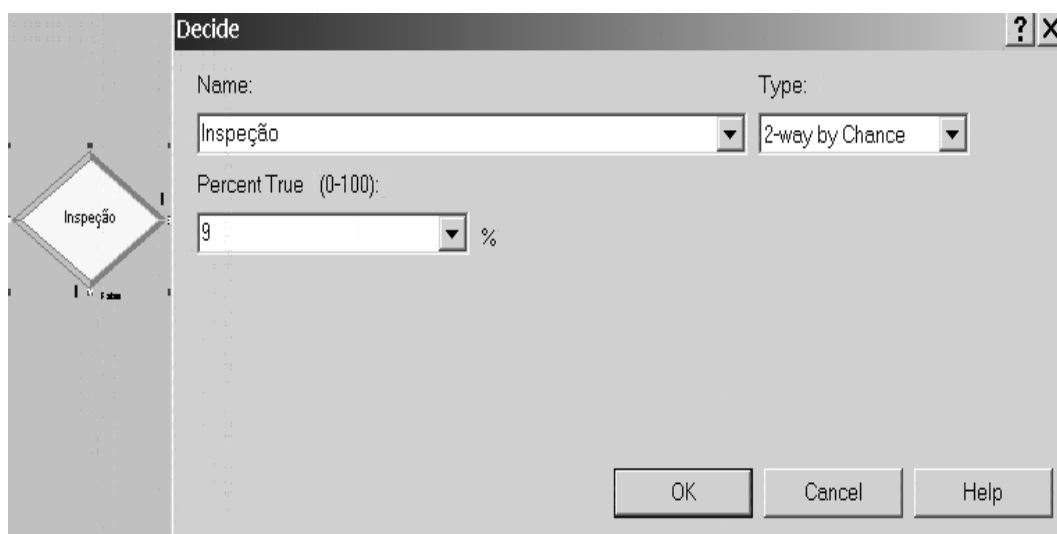 Decide
? X
Name:
Type:
Inspeção
2-way by Chance
Percent True (0-100):
9 %
Inspeção
OK Cancel Help